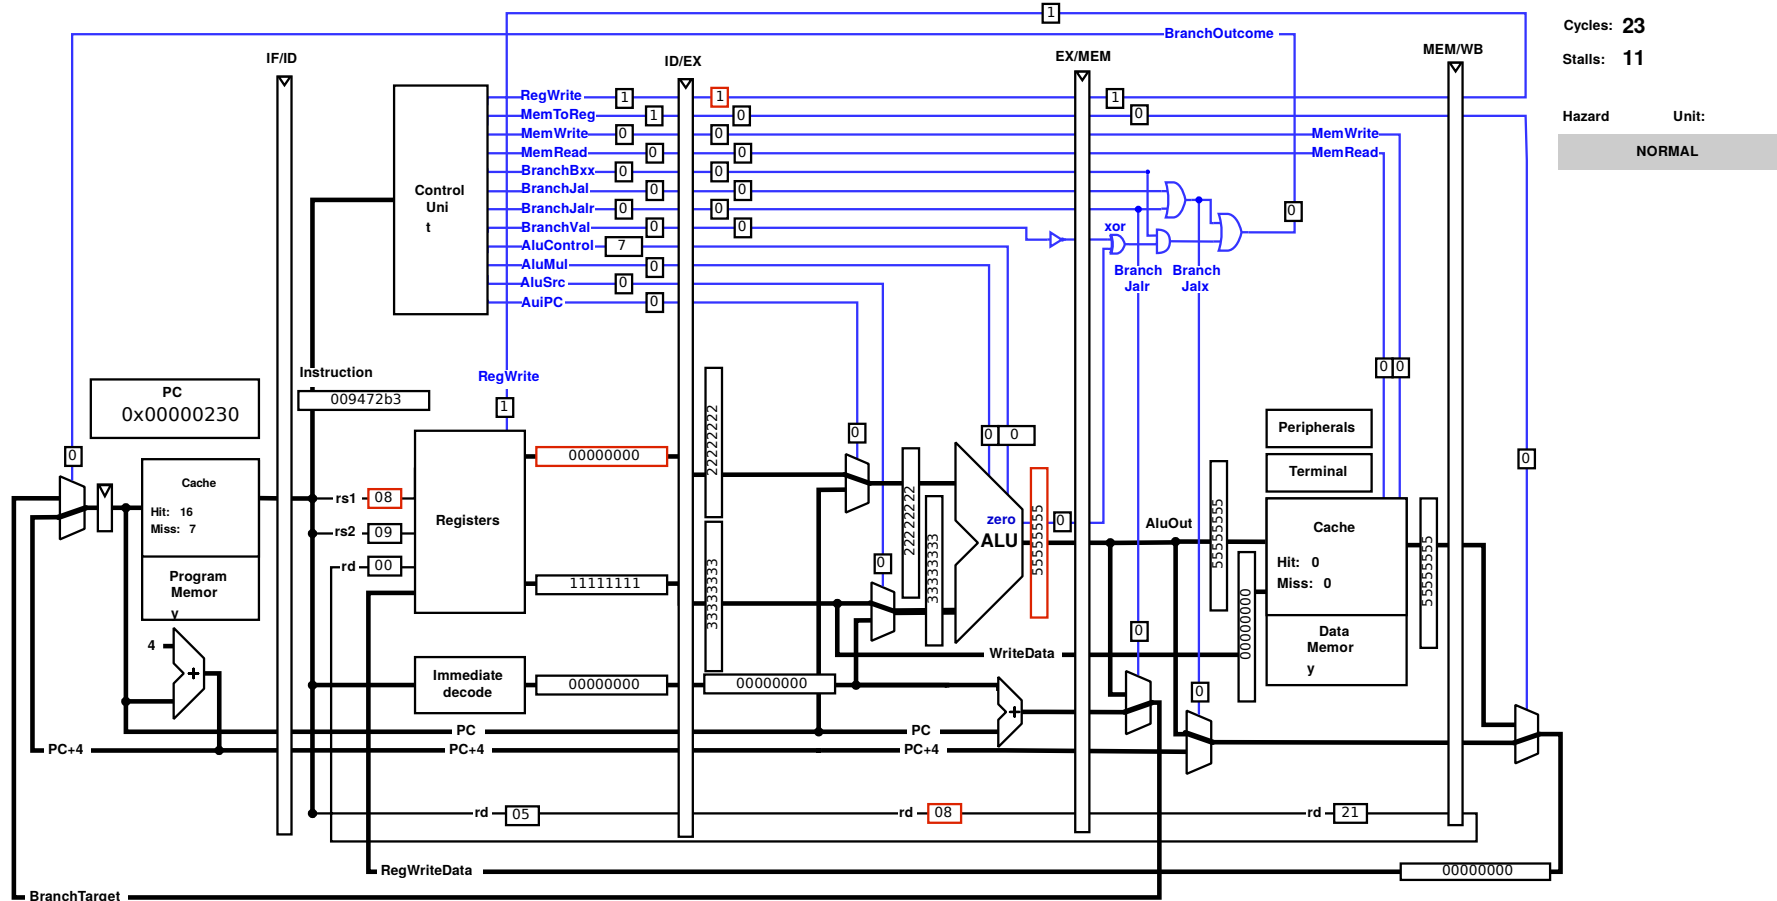 1
Cycles: 23
BranchOutcome
IF/ID
ID/EX
EX/MEM
MEM/WB
Stalls: 11
RegWrite 1 1 1
MemToReg 1 0 0
Hazard Unit:
MemWrite 0 0 MemWrite
MemRead 0 0 MemRead
NORMAL
BranchBxx 0 0
BranchJal 0 0
Control
Uni
t
BranchJalr 0 0 0
BranchVal 0 0 xor
AluControl 7
AluMul 0
AluSrc 0
AuiPC 0
Branch
Jalr
Branch
Jalx
Instruction
009472b3
RegWrite
1
0 0
PC
0x00000230
0
Cache
Hit: 16
Miss: 7
Program
Memor
y
4
+
rs1 08
rs2 09
rd 00
Registers
00000000
11111111
22222222
33333333
0
0
22222222
33333333
0 0
zero 0
ALU
55555555
AluOut
55555555
00000000
Peripherals
Terminal
Cache
Hit: 0
Miss: 0
Data
Memor
y
55555555
0
Immediate
decode
00000000
00000000
WriteData
0
0
+
PC PC
PC+4 PC+4 PC+4
rd 05 rd 08 rd 21
RegWriteData 00000000
BranchTarget